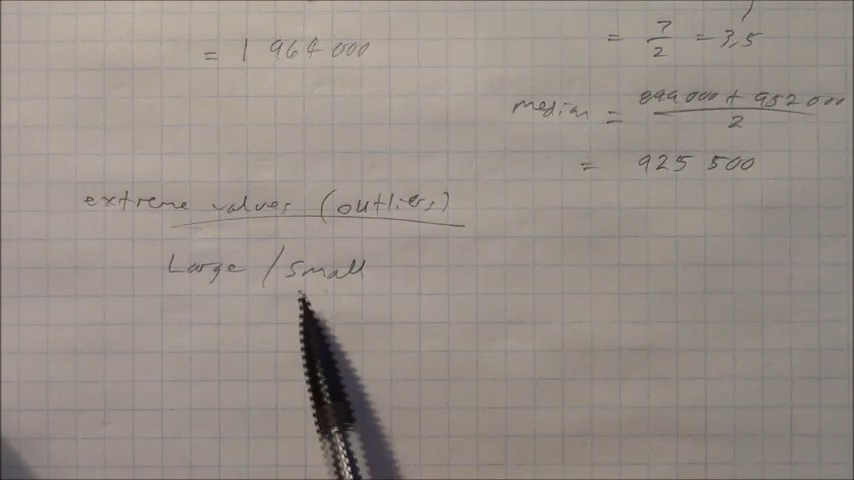 = 1 964 000
= 7/2 = 3,5
median = 899 000 + 952 000 / 2
= 925 500
extreme values (outliers)
Large / small